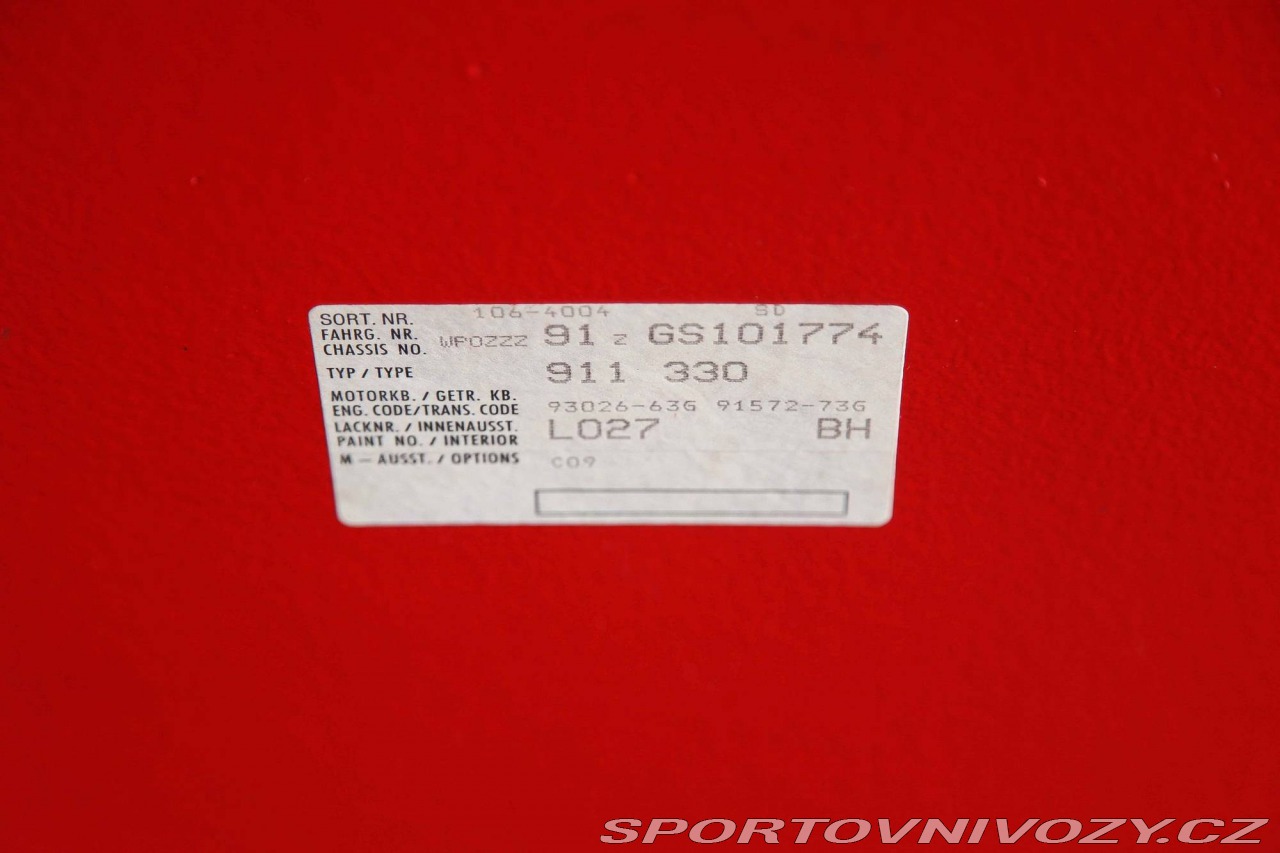 106-4004 SD
SORT. NR.
FAHRG. NR.
CHASSIS NO. WP0ZZZ 91 Z GS101774
TYP / TYPE 911 330
MOTORKB. / GETR. KB.
ENG. CODE/TRANS. CODE 93026-63G 91572-73G
LACKNR. / INNENAUSST. L027 BH
PAINT NO. / INTERIOR
M – AUSST. / OPTIONS C09
SPORTOVNIVOZY.CZ